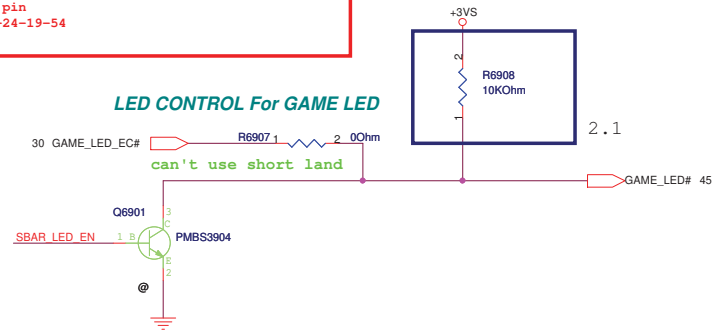 pin
-24-19-54
+3VS
2
R6908
10KOhm
1
2.1
LED CONTROL For GAME LED
30 GAME_LED_EC#
R6907 1
2 0Ohm
can't use short land
GAME_LED# 45
Q6901
3
C
SBAR_LED_EN
1 B
PMBS3904
E
2
@